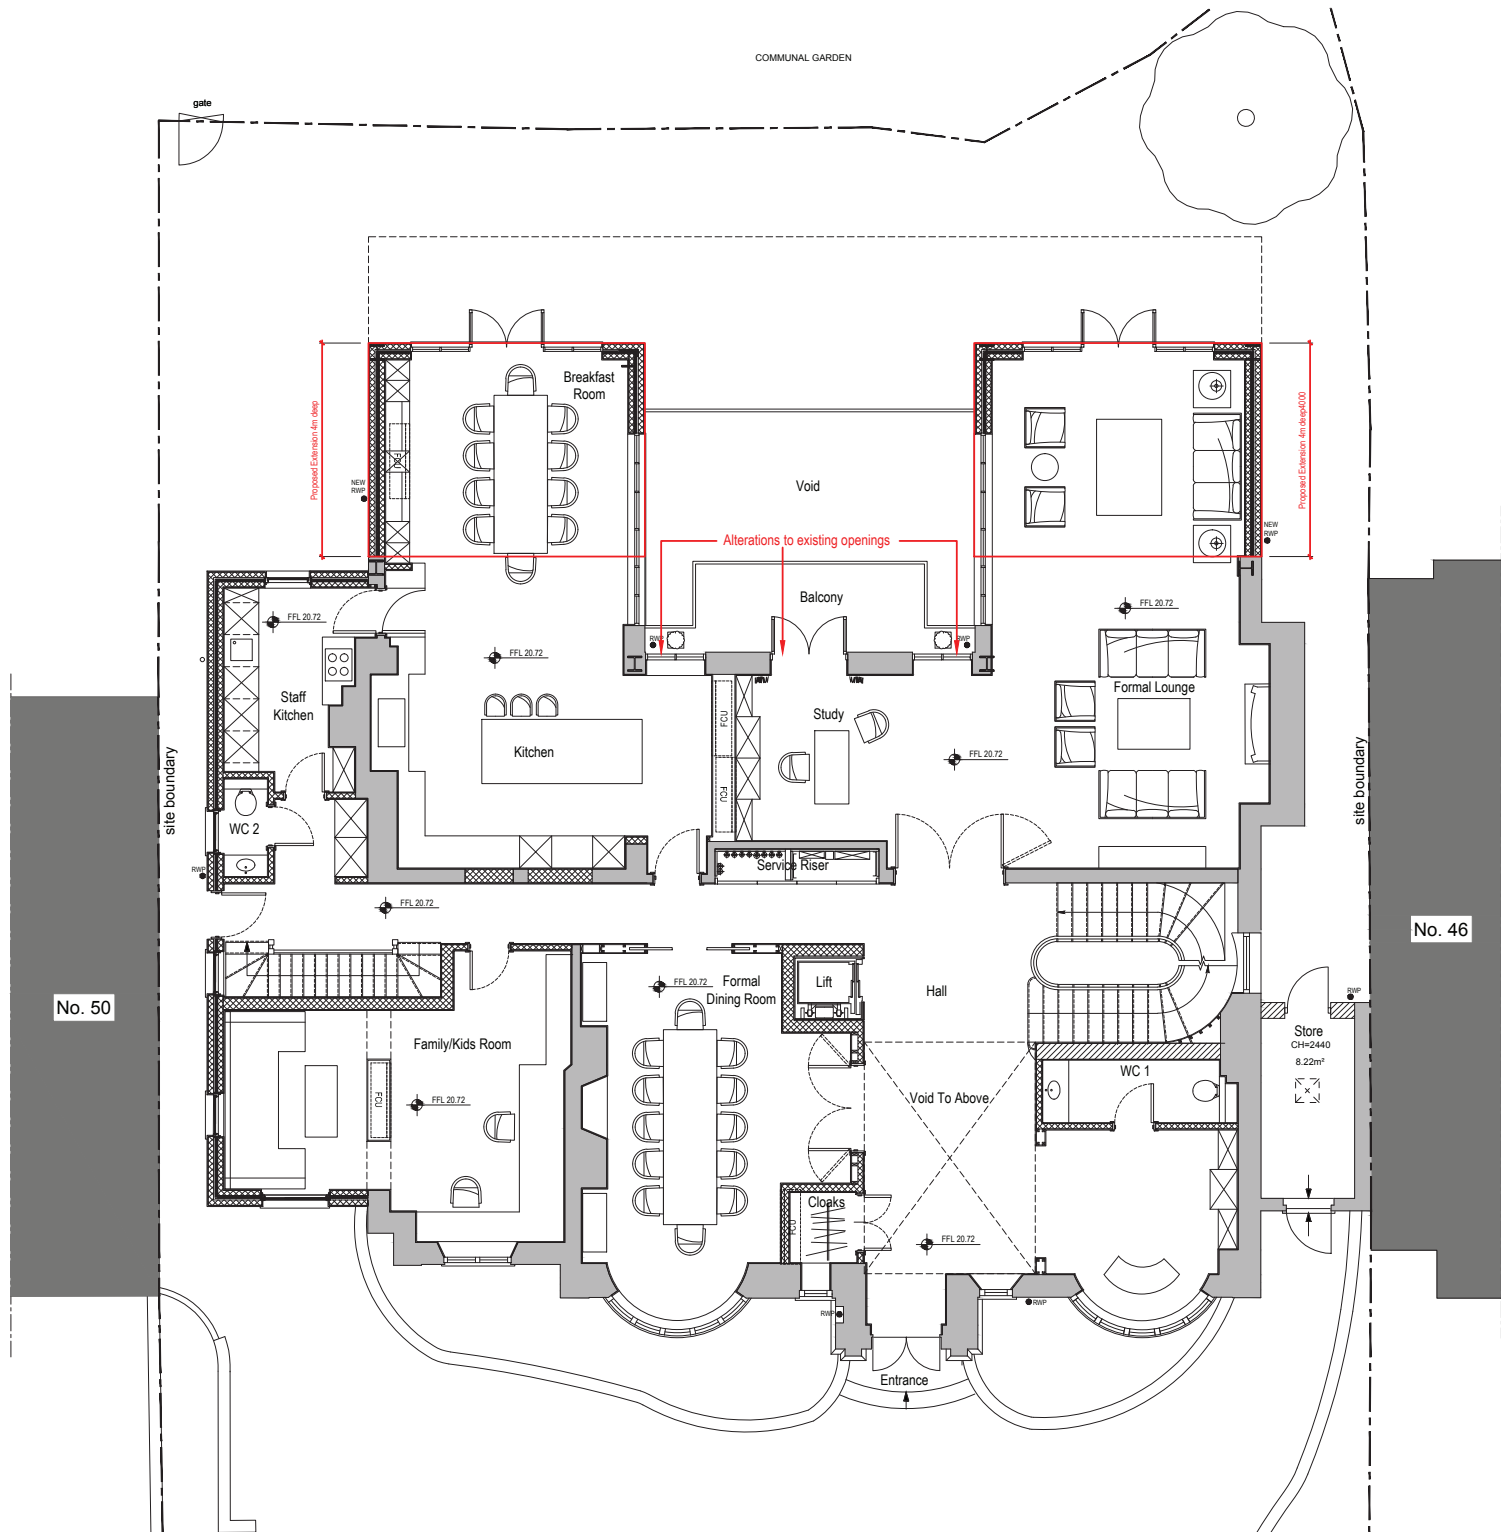 COMMUNAL GARDEN
gate
Breakfast
Room
Proposed Extension 4m deep
FCU
NEW
RWP
Void
Proposed Extension 4m deep4000
NEW
RWP
Alterations to existing openings
Balcony
FFL 20.72
FFL 20.72
RWP
RWP
FFL 20.72
Staff
Kitchen
Kitchen
FCU
FCU
Study
FFL 20.72
Formal Lounge
site boundary
site boundary
WC 2
RWP
Service Riser
FFL 20.72
No. 46
No. 50
FFL 20.72
Formal
Dining Room
Lift
Hall
RWP
Store
CH=2440
8.22m²
Family/Kids Room
FCU
FFL 20.72
WC 1
Void To Above
Cloaks
FCU
FFL 20.72
RWP
RWP
Entrance